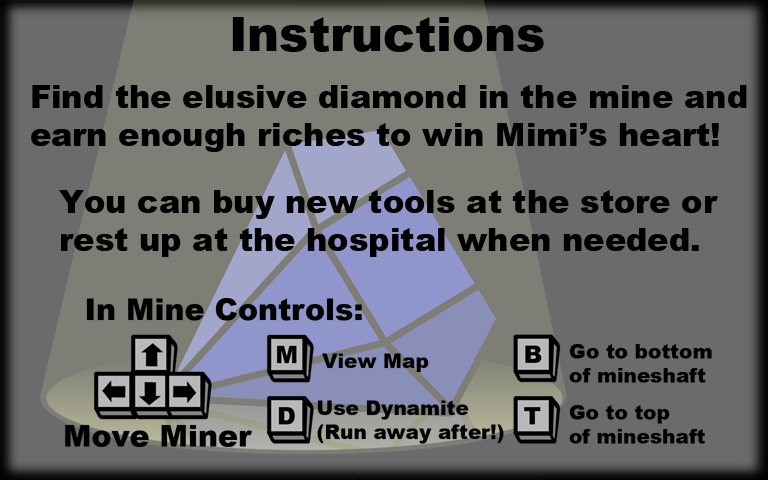 Instructions
Find the elusive diamond in the mine and
earn enough riches to win Mimi's heart!
You can buy new tools at the store or
rest up at the hospital when needed.
In Mine Controls:
Move Miner
M View Map
D Use Dynamite
(Run away after!)
B Go to bottom
of mineshaft
T Go to top
of mineshaft